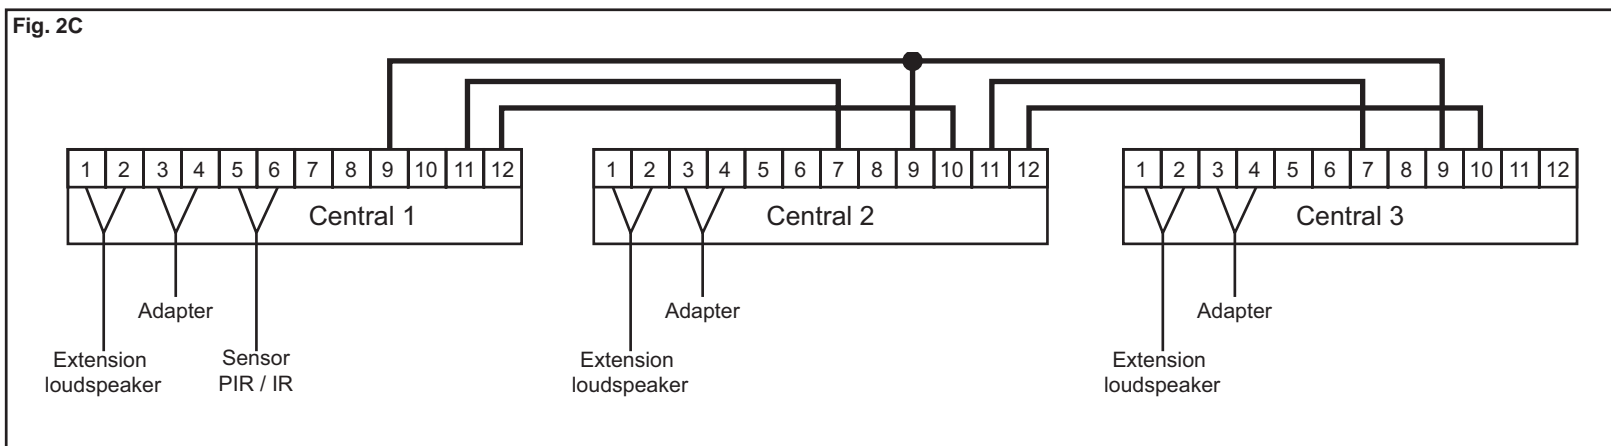 Fig. 2C
1 2 3 4 5 6 7 8 9 10 11 12
Central 1
Adapter
Extension
loudspeaker
Sensor
PIR / IR
1 2 3 4 5 6 7 8 9 10 11 12
Central 2
Adapter
Extension
loudspeaker
1 2 3 4 5 6 7 8 9 10 11 12
Central 3
Adapter
Extension
loudspeaker